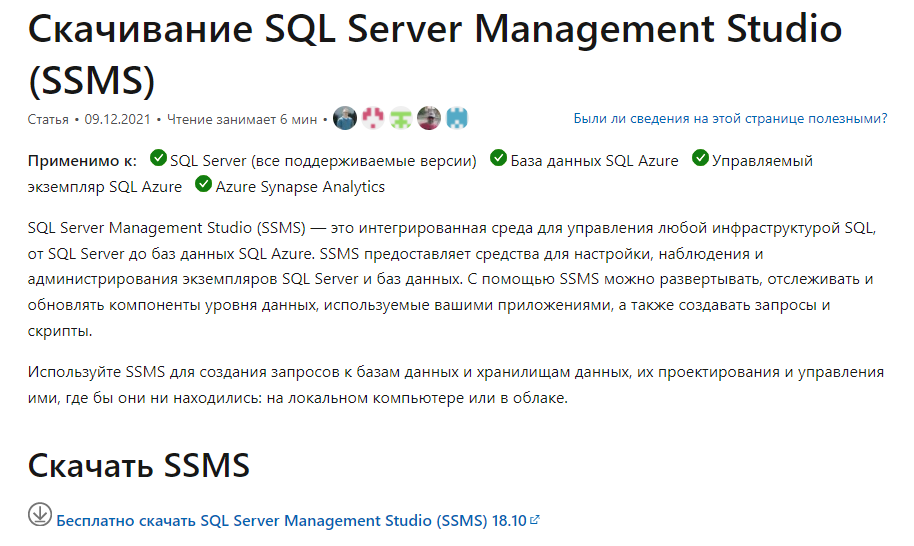 Скачивание SQL Server Management Studio
(SSMS)
Статья • 09.12.2021 • Чтение занимает 6 мин •
Были ли сведения на этой странице полезными?
Применимо к: SQL Server (все поддерживаемые версии) База данных SQL Azure Управляемый
экземпляр SQL Azure Azure Synapse Analytics
SQL Server Management Studio (SSMS) — это интегрированная среда для управления любой инфраструктурой SQL,
от SQL Server до баз данных SQL Azure. SSMS предоставляет средства для настройки, наблюдения и
администрирования экземпляров SQL Server и баз данных. С помощью SSMS можно развертывать, отслеживать и
обновлять компоненты уровня данных, используемые вашими приложениями, а также создавать запросы и
скрипты.
Используйте SSMS для создания запросов к базам данных и хранилищам данных, их проектирования и управления
ими, где бы они ни находились: на локальном компьютере или в облаке.
Скачать SSMS
Бесплатно скачать SQL Server Management Studio (SSMS) 18.10